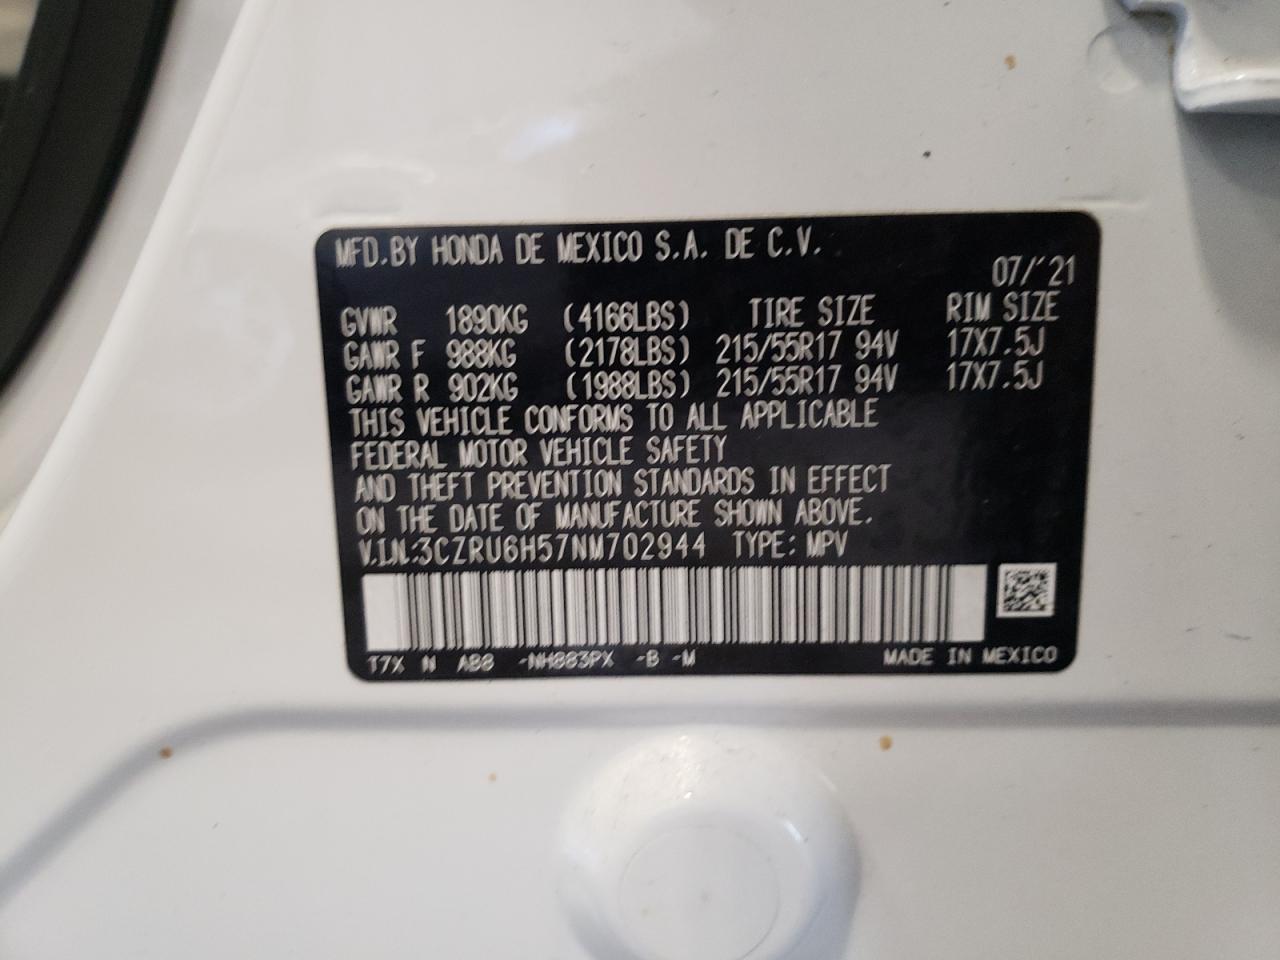 MFD.BY HONDA DE MEXICO S.A. DE C.V.
07/'21
GVWR 1890KG (4166LBS) TIRE SIZE RIM SIZE
GAWR F 988KG (2178LBS) 215/55R17 94V 17X7.5J
GAWR R 902KG (1988LBS) 215/55R17 94V 17X7.5J
THIS VEHICLE CONFORMS TO ALL APPLICABLE
FEDERAL MOTOR VEHICLE SAFETY
AND THEFT PREVENTION STANDARDS IN EFFECT
ON THE DATE OF MANUFACTURE SHOWN ABOVE.
V.I.N.:3CZRU6H57NM702944 TYPE: MPV
T7X N AB8 -NH883PX -B -M MADE IN MEXICO